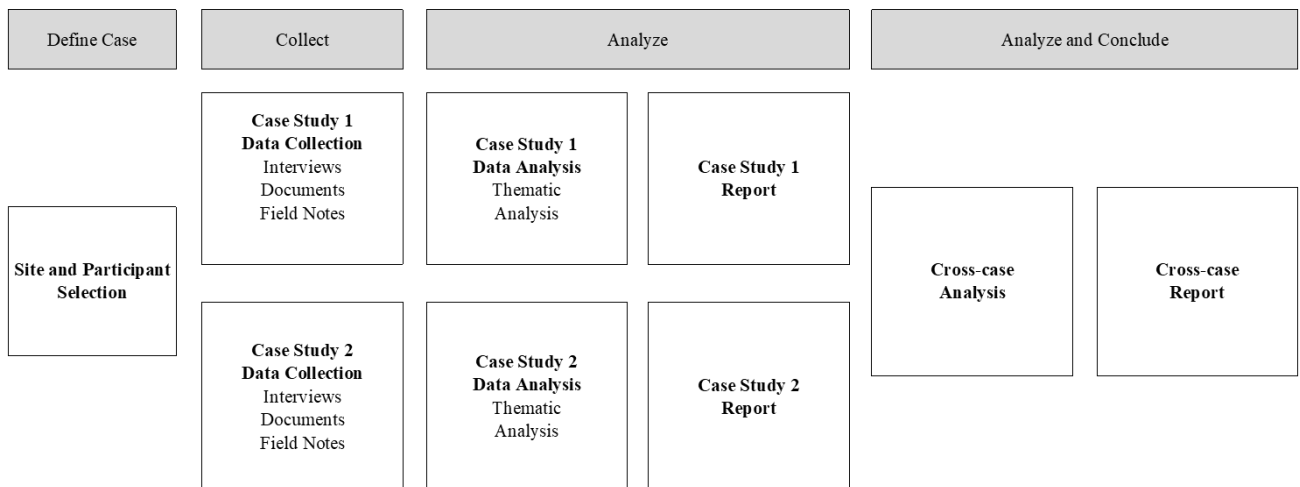 Define Case
Collect
Analyze
Analyze and Conclude
Site and Participant
Selection
Case Study 1
Data Collection
Interviews
Documents
Field Notes
Case Study 1
Data Analysis
Thematic
Analysis
Case Study 1
Report
Case Study 2
Data Collection
Interviews
Documents
Field Notes
Case Study 2
Data Analysis
Thematic
Analysis
Case Study 2
Report
Cross-case
Analysis
Cross-case
Report